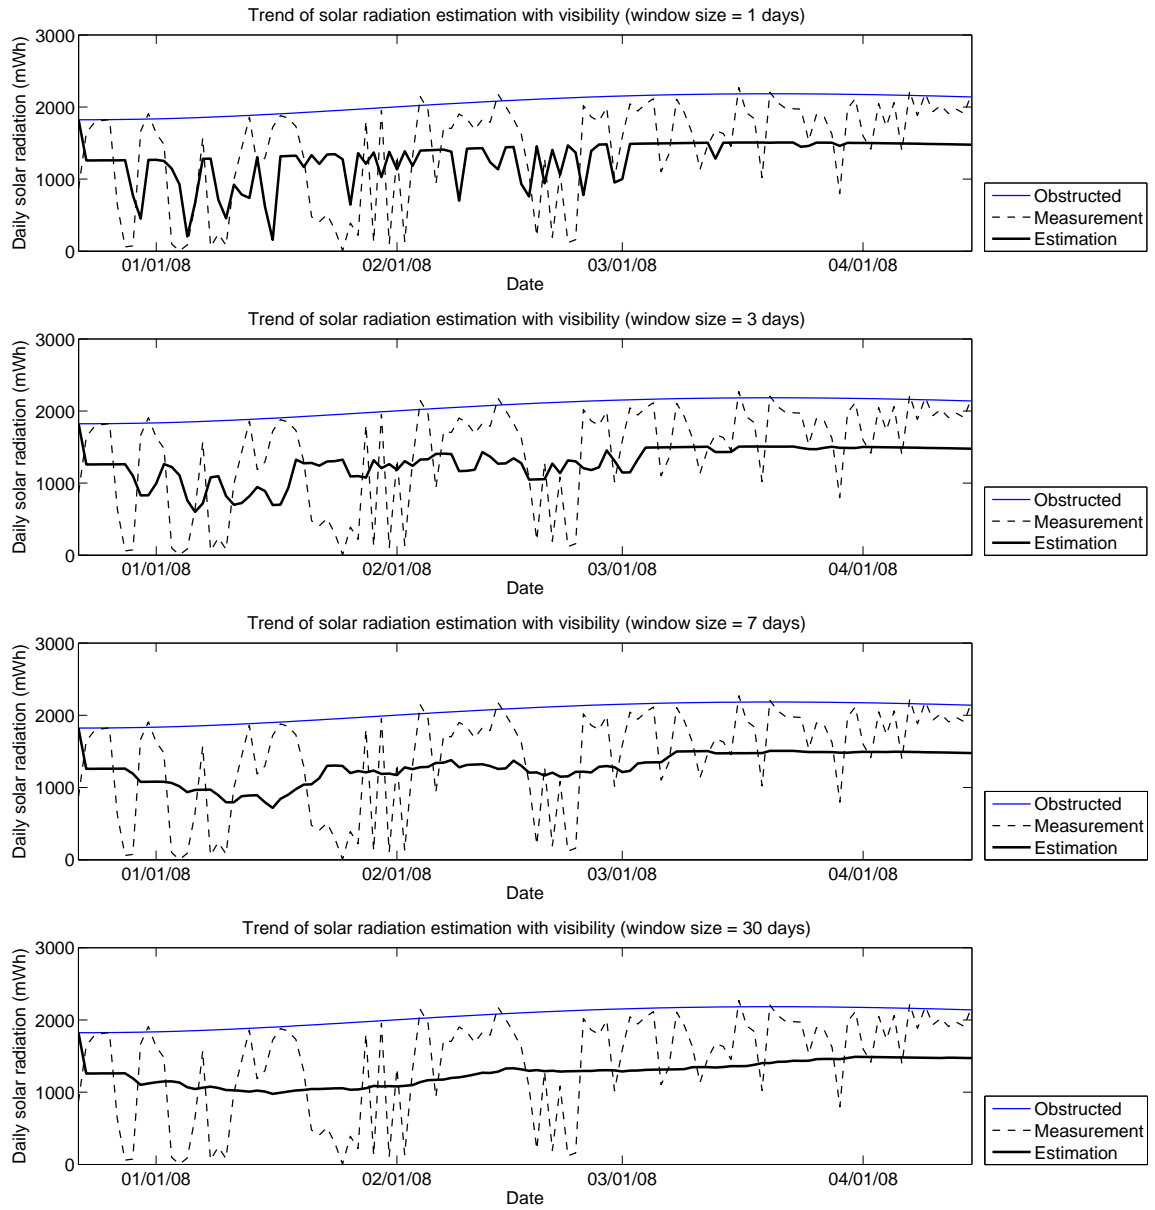 Trend of solar radiation estimation with visibility (window size = 1 days)
Daily solar radiation (mWh)
3000
2000
1000
0
01/01/08
02/01/08
03/01/08
04/01/08
Date
Obstructed
Measurement
Estimation
Trend of solar radiation estimation with visibility (window size = 3 days)
Daily solar radiation (mWh)
3000
2000
1000
0
01/01/08
02/01/08
03/01/08
04/01/08
Date
Obstructed
Measurement
Estimation
Trend of solar radiation estimation with visibility (window size = 7 days)
Daily solar radiation (mWh)
3000
2000
1000
0
01/01/08
02/01/08
03/01/08
04/01/08
Date
Obstructed
Measurement
Estimation
Trend of solar radiation estimation with visibility (window size = 30 days)
Daily solar radiation (mWh)
3000
2000
1000
0
01/01/08
02/01/08
03/01/08
04/01/08
Date
Obstructed
Measurement
Estimation